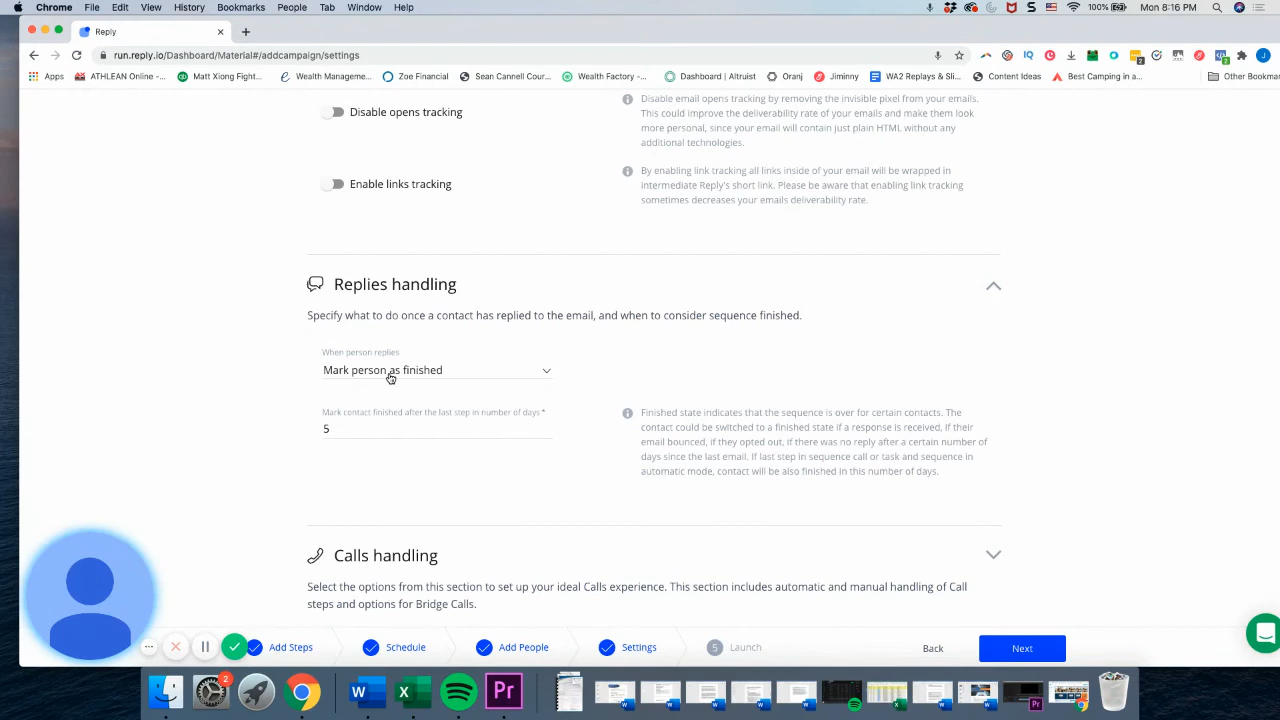 Chrome File Edit View History Bookmarks People Tab Window Help 100% Mon 8:16 PM
Reply
run.reply.io/Dashboard/Material#/addcampaign/settings
2
2
J
Apps ATHLEAN Online -... Matt Xiong Fight... Wealth Manageme... Zoe Financial Sean Cannell Cour... Wealth Factory -... Dashboard | Altruist Oranj Jiminny WA2 Replays & Sli... Content Ideas Best Camping in a... Other Bookmar
Disable opens tracking
Disable email opens tracking by removing the invisible pixel from your emails.
This could improve the deliverability rate of your emails and make them look
more personal, since your email will contain just plain HTML without any
additional technologies.
Enable links tracking
By enabling link tracking all links inside of your email will be wrapped in
intermediate Reply's short link. Please be aware that enabling link tracking
sometimes decreases your emails deliverability rate.
Replies handling
Specify what to do once a contact has replied to the email, and when to consider sequence finished.
When person replies
Mark person as finished
Mark contact finished after the last step in number of days *
5
Finished state indicates that the sequence is over for certain contacts. The
contact could be switched to a finished state if a response is received, if their
email bounced, if they opted out, if there was no reply after a certain number of
days since the last email. If last step in sequence call or task and sequence in
automatic mode, contact will be also finished in this number of days.
Calls handling
Select the options from this section to set up your ideal Calls experience. This section includes automatic and manual handling of Call
steps and options for Bridge Calls.
Add Steps Schedule Add People Settings 5 Launch Back Next
2
W X Pr